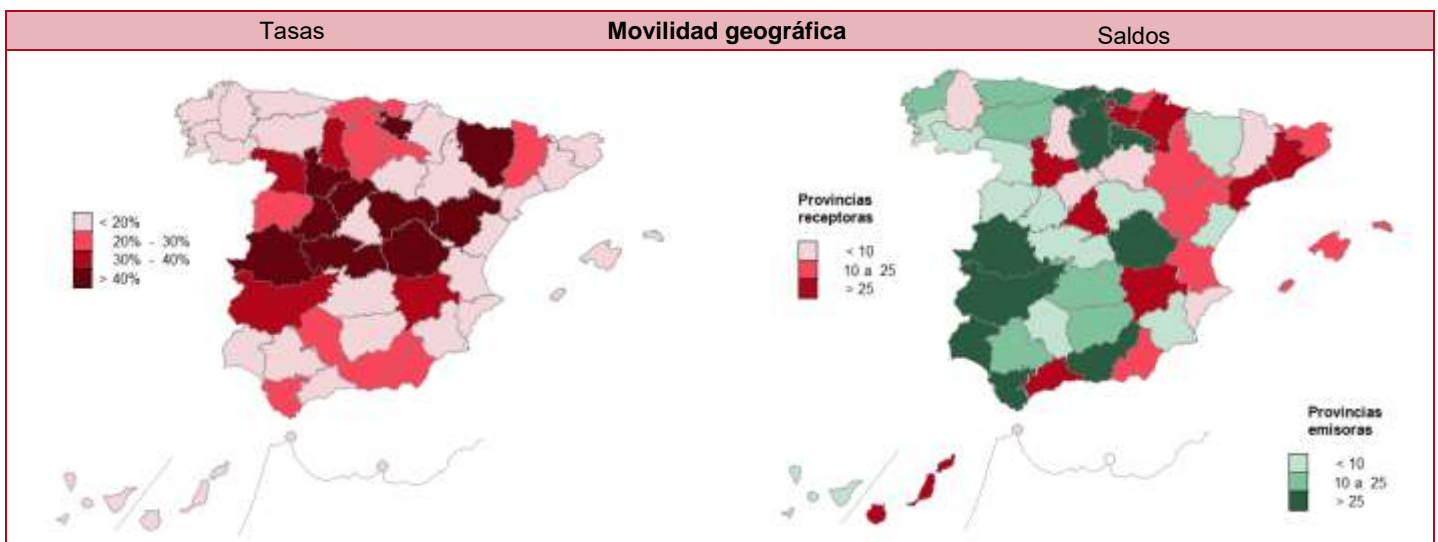 Tasas Movilidad geográfica Saldos
< 20%
20% - 30%
30% - 40%
> 40%
Provincias
receptoras
< 10
10 a 25
> 25
Provincias
emisoras
< 10
10 a 25
> 25